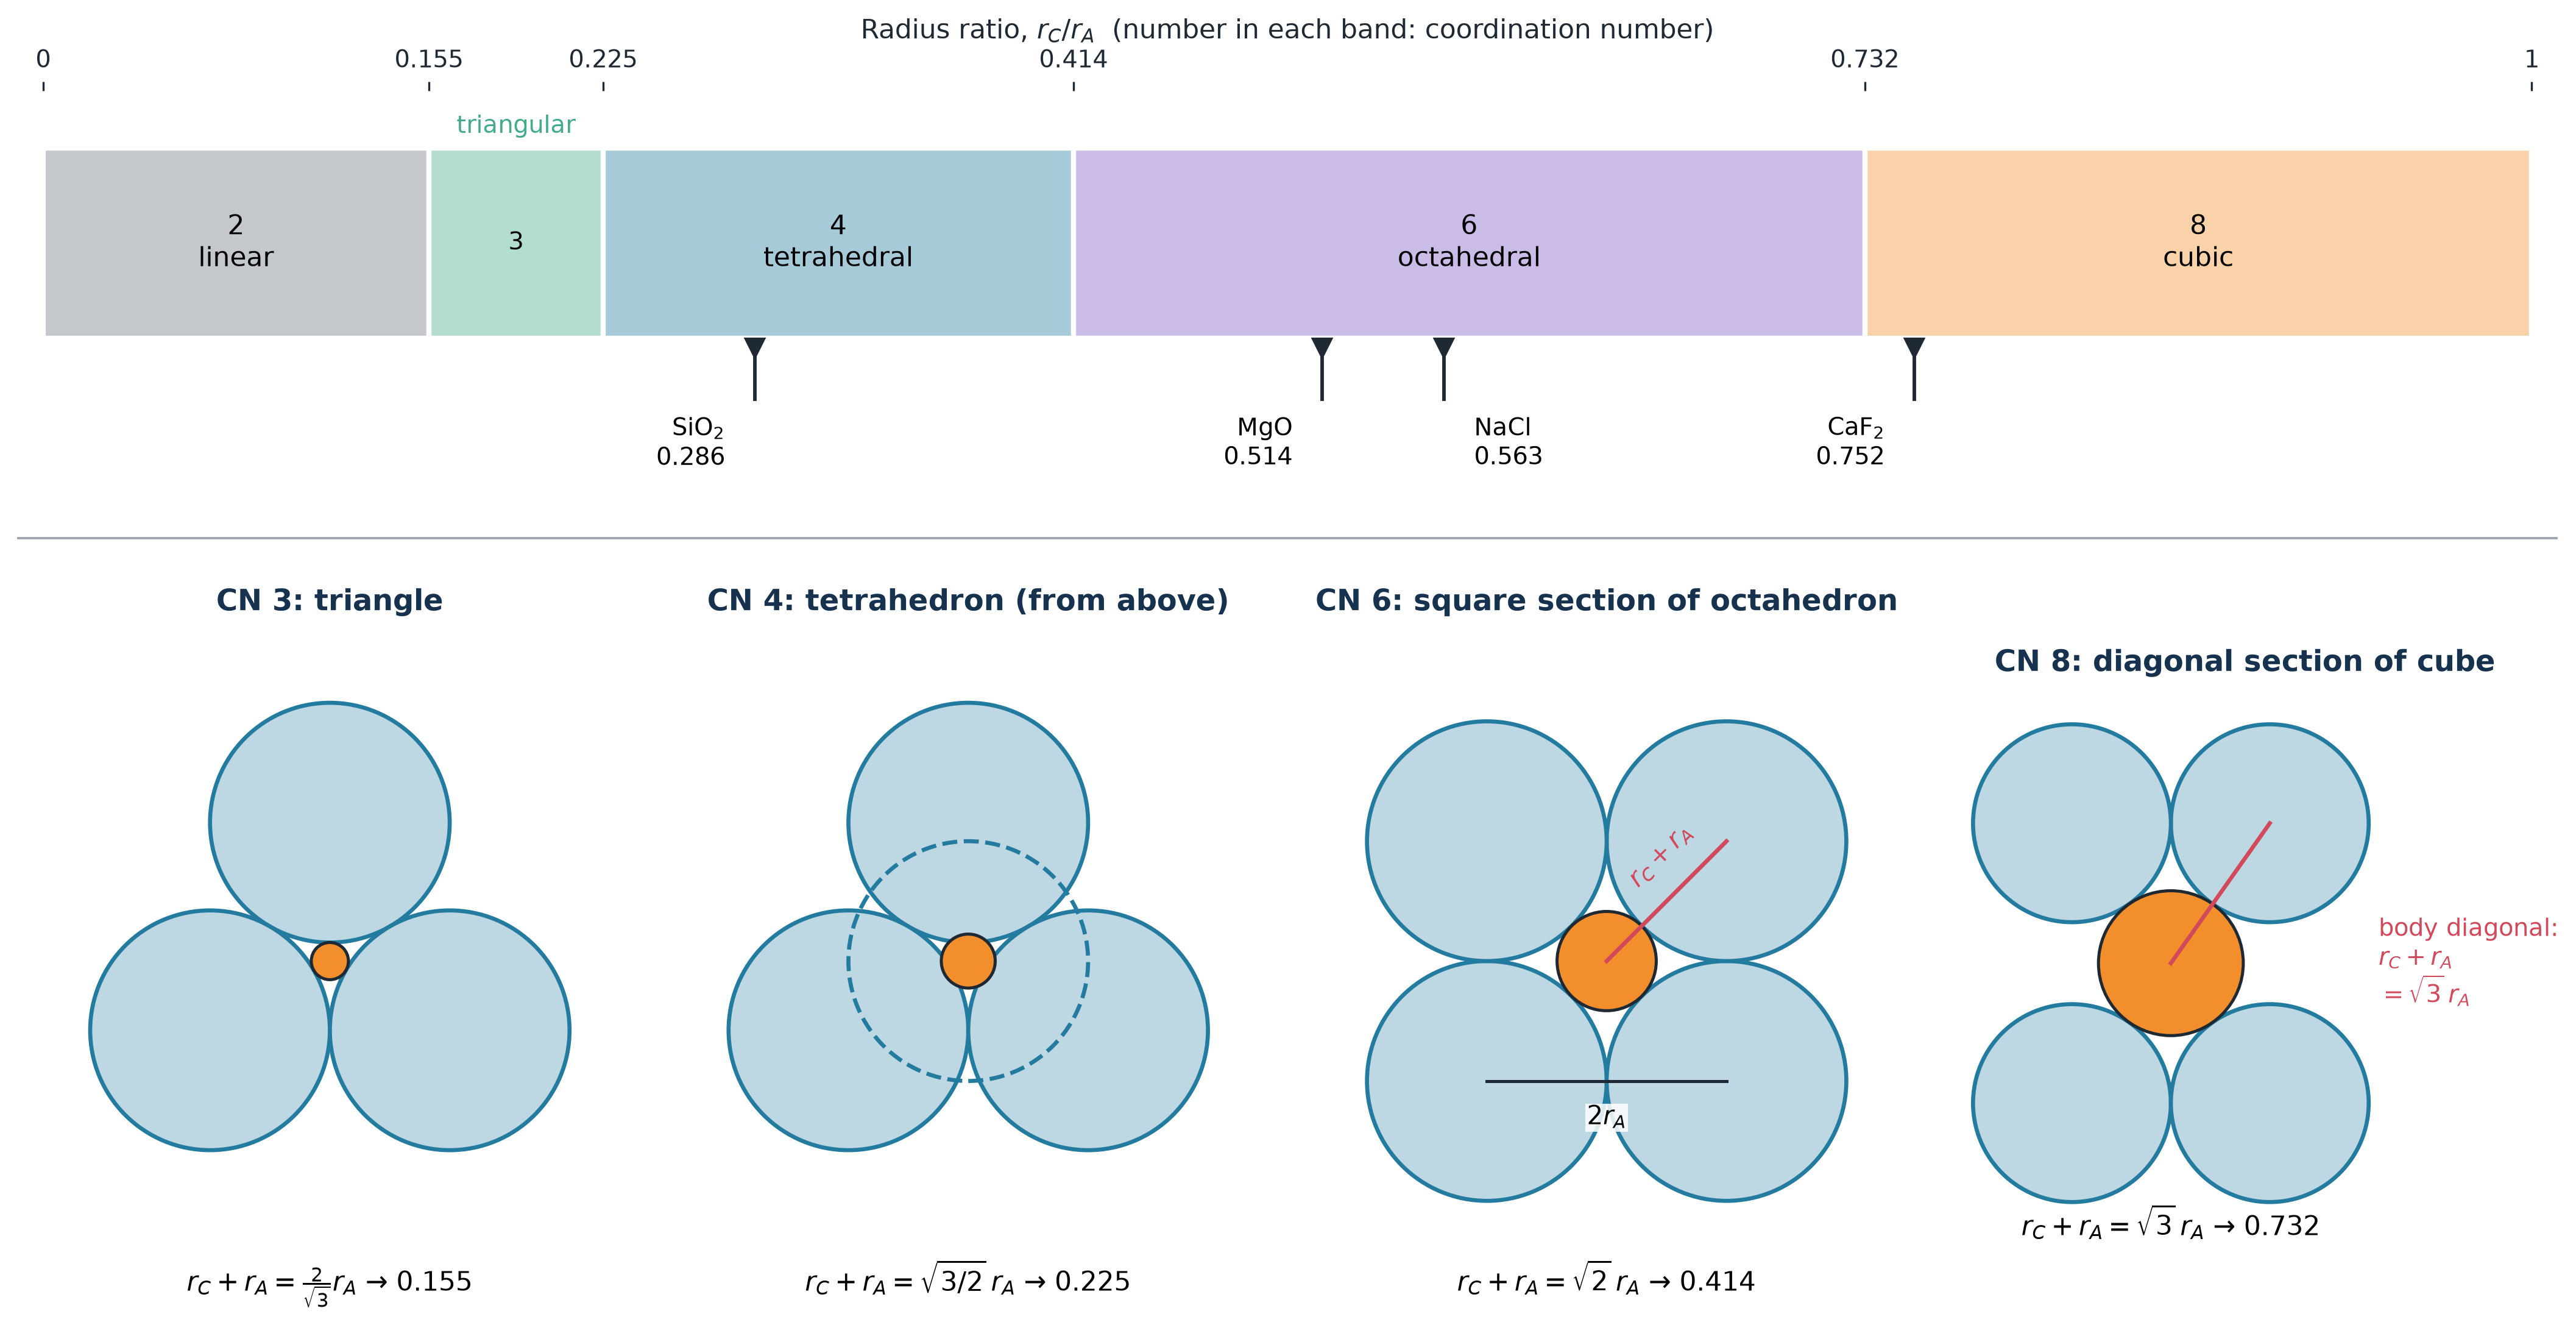 Radius ratio, r_C/r_A (number in each band: coordination number)
0 0.155 0.225 0.414 0.732 1
triangular
2
linear
3
4
tetrahedral
6
octahedral
8
cubic
SiO₂
0.286
MgO
0.514
NaCl
0.563
CaF₂
0.752
CN 3: triangle
r_C + r_A = 2/√3 r_A → 0.155
CN 4: tetrahedron (from above)
r_C + r_A = √3/2 r_A → 0.225
CN 6: square section of octahedron
r_C + r_A
2r_A
r_C + r_A = √2 r_A → 0.414
CN 8: diagonal section of cube
body diagonal:
r_C + r_A
= √3 r_A
r_C + r_A = √3 r_A → 0.732